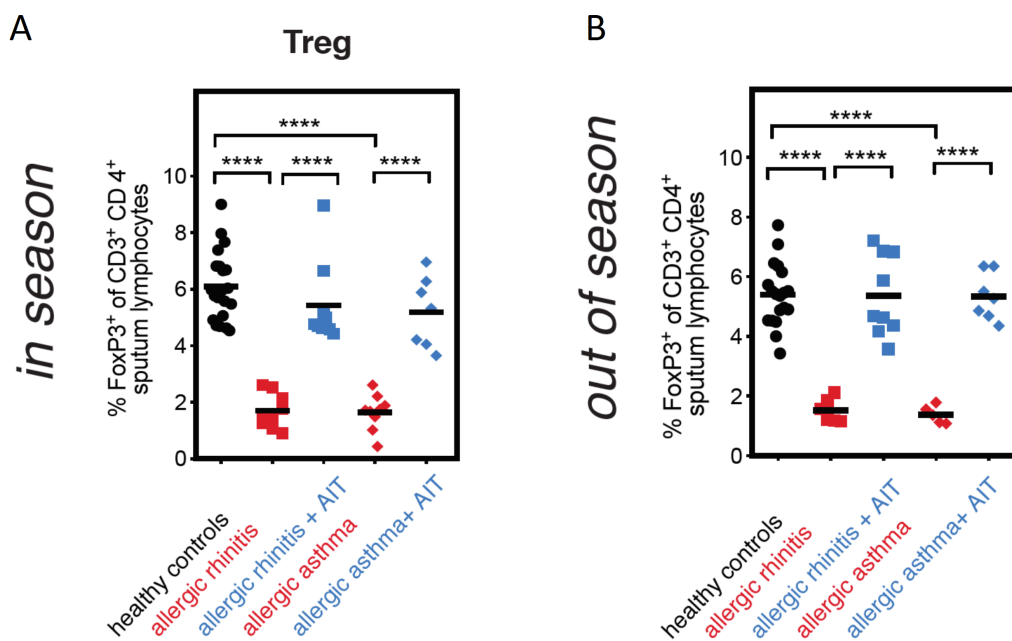 A
Treg
in season
% FoxP3⁺ of CD3⁺ CD 4⁺
sputum lymphocytes
10
8
6
4
2
0
****
****
****
****
healthy controls
allergic rhinitis
allergic rhinitis + AIT
allergic asthma
allergic asthma+ AIT
B
out of season
% FoxP3⁺ of CD3⁺ CD4⁺
sputum lymphocytes
10
8
6
4
2
0
****
****
****
****
healthy controls
allergic rhinitis
allergic rhinitis + AIT
allergic asthma
allergic asthma+ AIT